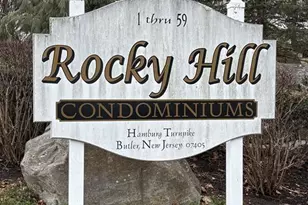 1 thru 59
Rocky Hill
CONDOMINIUMS
Hamburg Turnpike
Butler, New Jersey 07405